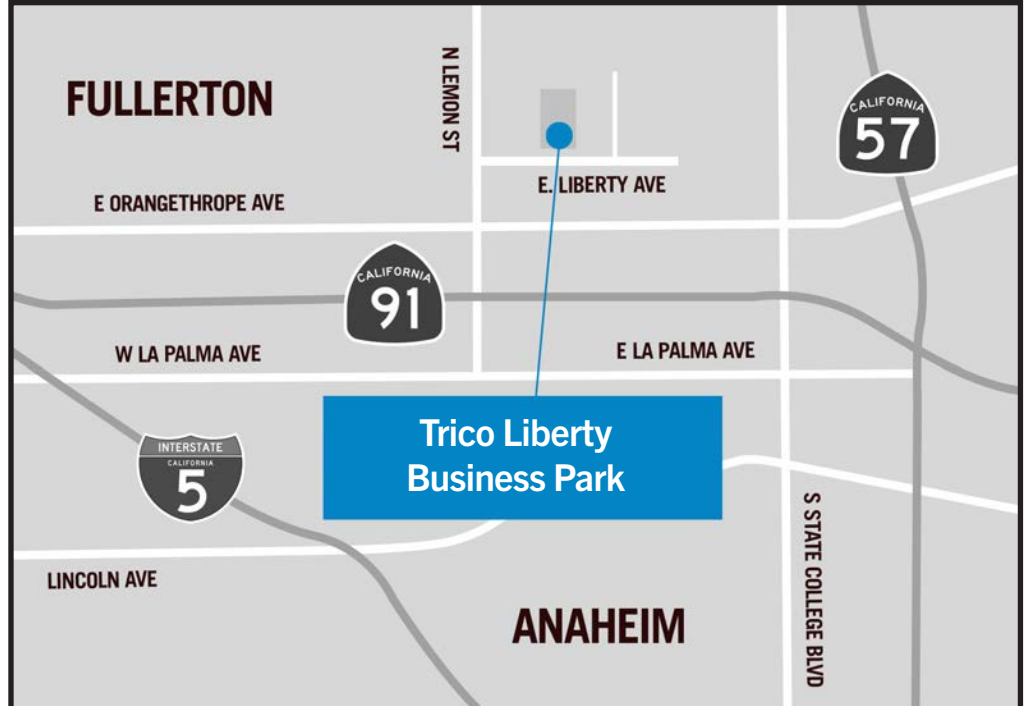 FULLERTON
N LEMON ST
CALIFORNIA
57
E. LIBERTY AVE
E ORANGETHROPE AVE
CALIFORNIA
91
W LA PALMA AVE
E LA PALMA AVE
Trico Liberty
Business Park
INTERSTATE
CALIFORNIA
5
S STATE COLLEGE BLVD
LINCOLN AVE
ANAHEIM